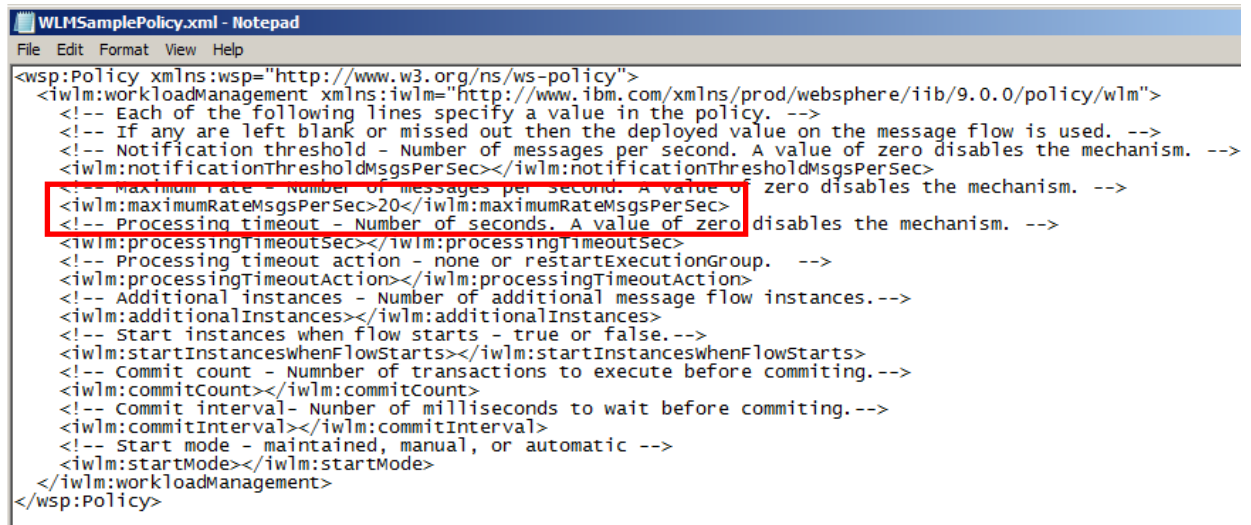 WLMSamplePolicy.xml - Notepad
File Edit Format View Help
<wsp:Policy xmlns:wsp="http://www.w3.org/ns/ws-policy">
<iwlm:workloadManagement xmlns:iwlm="http://www.ibm.com/xmlns/prod/websphere/iib/9.0.0/policy/wlm">
<!-- Each of the following lines specify a value in the policy. -->
<!-- If any are left blank or missed out then the deployed value on the message flow is used. -->
<!-- Notification threshold - Number of messages per second. A value of zero disables the mechanism. -->
<iwlm:notificationThresholdMsgsPerSec></iwlm:notificationThresholdMsgsPerSec>
<!-- Maximum rate - Number of messages per second. A value of zero disables the mechanism. -->
<iwlm:maximumRateMsgsPerSec>20</iwlm:maximumRateMsgsPerSec>
<!-- Processing timeout - Number of seconds. A value of zero disables the mechanism. -->
<iwlm:processingTimeoutSec></iwlm:processingTimeoutSec>
<!-- Processing timeout action - none or restartExecutionGroup.  -->
<iwlm:processingTimeoutAction></iwlm:processingTimeoutAction>
<!-- Additional instances - Number of additional message flow instances.-->
<iwlm:additionalInstances></iwlm:additionalInstances>
<!-- Start instances when flow starts - true or false.-->
<iwlm:startInstancesWhenFlowStarts></iwlm:startInstancesWhenFlowStarts>
<!-- Commit count - Numnber of transactions to execute before commiting.-->
<iwlm:commitCount></iwlm:commitCount>
<!-- Commit interval- Nunber of milliseconds to wait before commiting.-->
<iwlm:commitInterval></iwlm:commitInterval>
<!-- Start mode - maintained, manual, or automatic -->
<iwlm:startMode></iwlm:startMode>
</iwlm:workloadManagement>
</wsp:Policy>